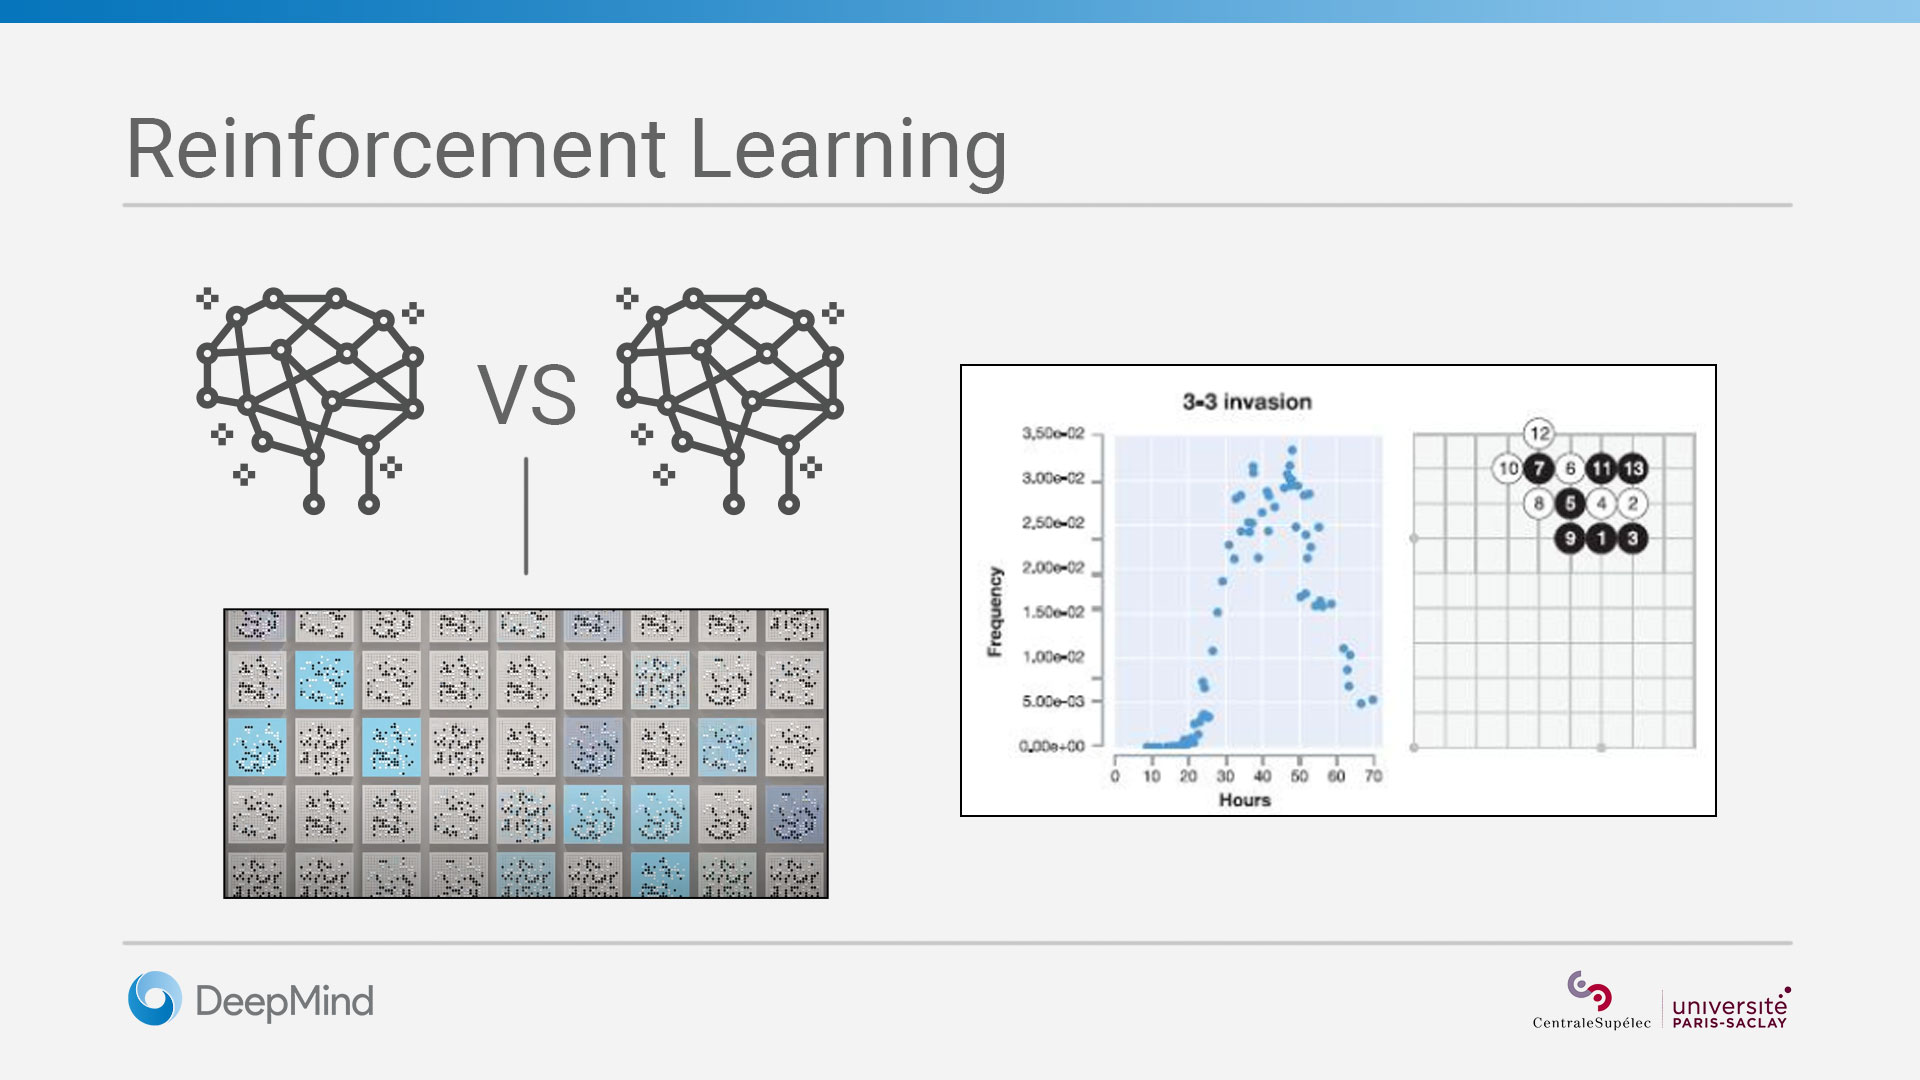 Reinforcement Learning
VS
3-3 invasion
Frequency
3.50e-02
3.00e-02
2.50e-02
2.00e-02
1.50e-02
1.00e-02
5.00e-03
0.00e+00
0 10 20 30 40 50 60 70
Hours
12
10 7 6 11 13
8 5 4 2
9 1 3
DeepMind
CentraleSupélec
université
PARIS-SACLAY